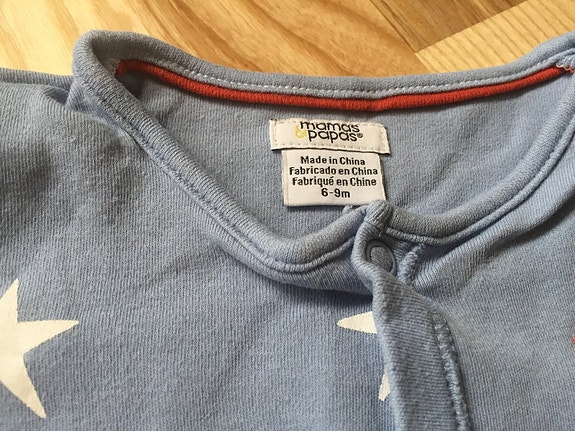 mamas
& papas®
Made in China
Fabricado en China
Fabriqué en Chine
6-9m